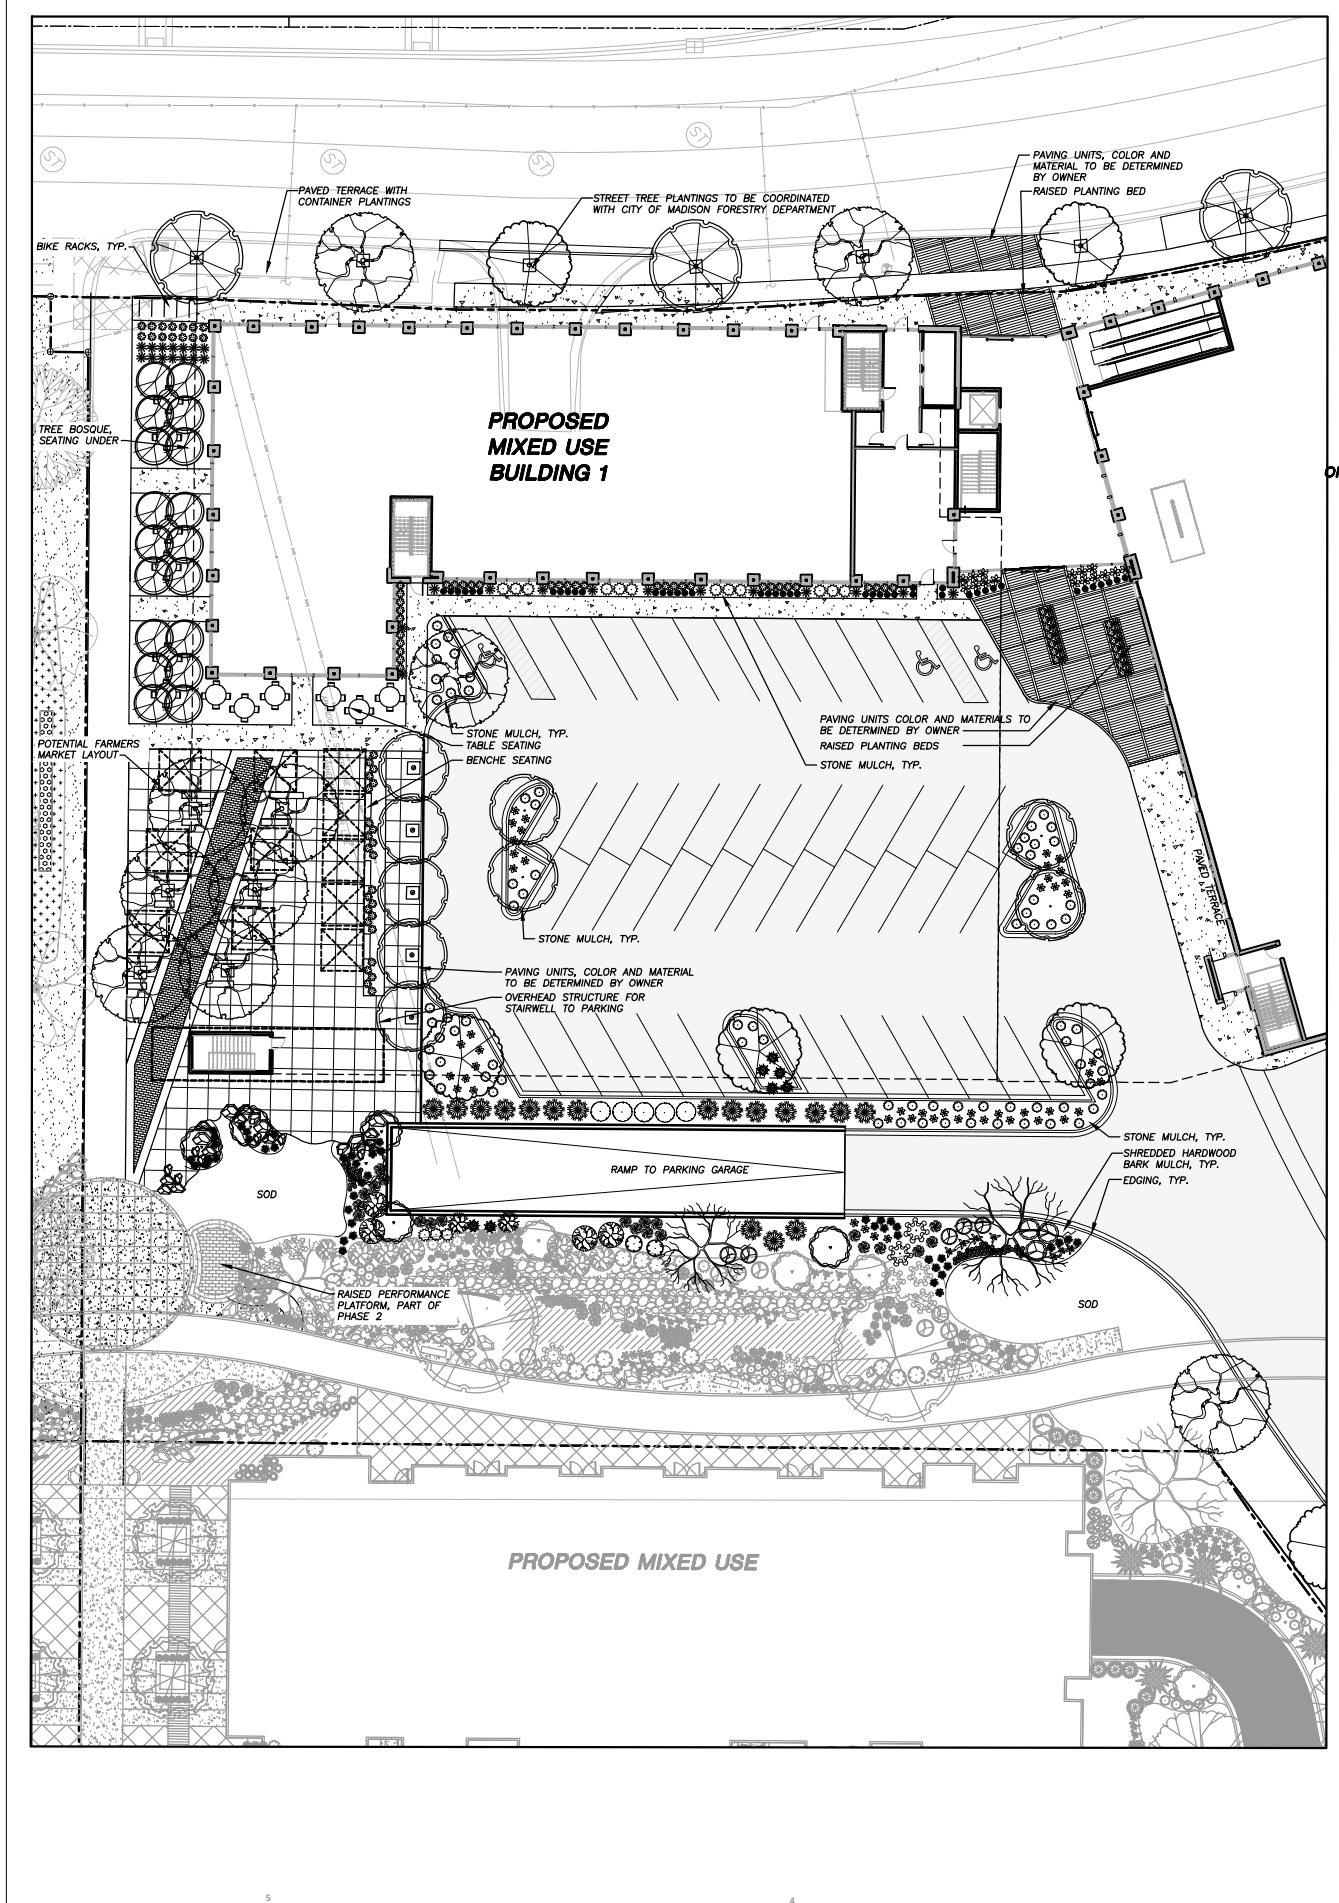 ST
ST
ST
ST
PAVING UNITS, COLOR AND
MATERIAL TO BE DETERMINED
BY OWNER
RAISED PLANTING BED
PAVED TERRACE WITH
CONTAINER PLANTINGS
STREET TREE PLANTINGS TO BE COORDINATED
WITH CITY OF MADISON FORESTRY DEPARTMENT
BIKE RACKS, TYP.
PROPOSED
MIXED USE
BUILDING 1
TREE BOSQUE,
SEATING UNDER
PAVING UNITS COLOR AND MATERIALS TO
BE DETERMINED BY OWNER
RAISED PLANTING BEDS
STONE MULCH, TYP.
STONE MULCH, TYP.
TABLE SEATING
BENCHE SEATING
POTENTIAL FARMERS
MARKET LAYOUT
PAVED TERRACE
STONE MULCH, TYP.
PAVING UNITS, COLOR AND MATERIAL
TO BE DETERMINED BY OWNER
OVERHEAD STRUCTURE FOR
STAIRWELL TO PARKING
STONE MULCH, TYP.
SHREDDED HARDWOOD
BARK MULCH, TYP.
EDGING, TYP.
RAMP TO PARKING GARAGE
SOD
RAISED PERFORMANCE
PLATFORM, PART OF
PHASE 2
SOD
PROPOSED MIXED USE
5
4